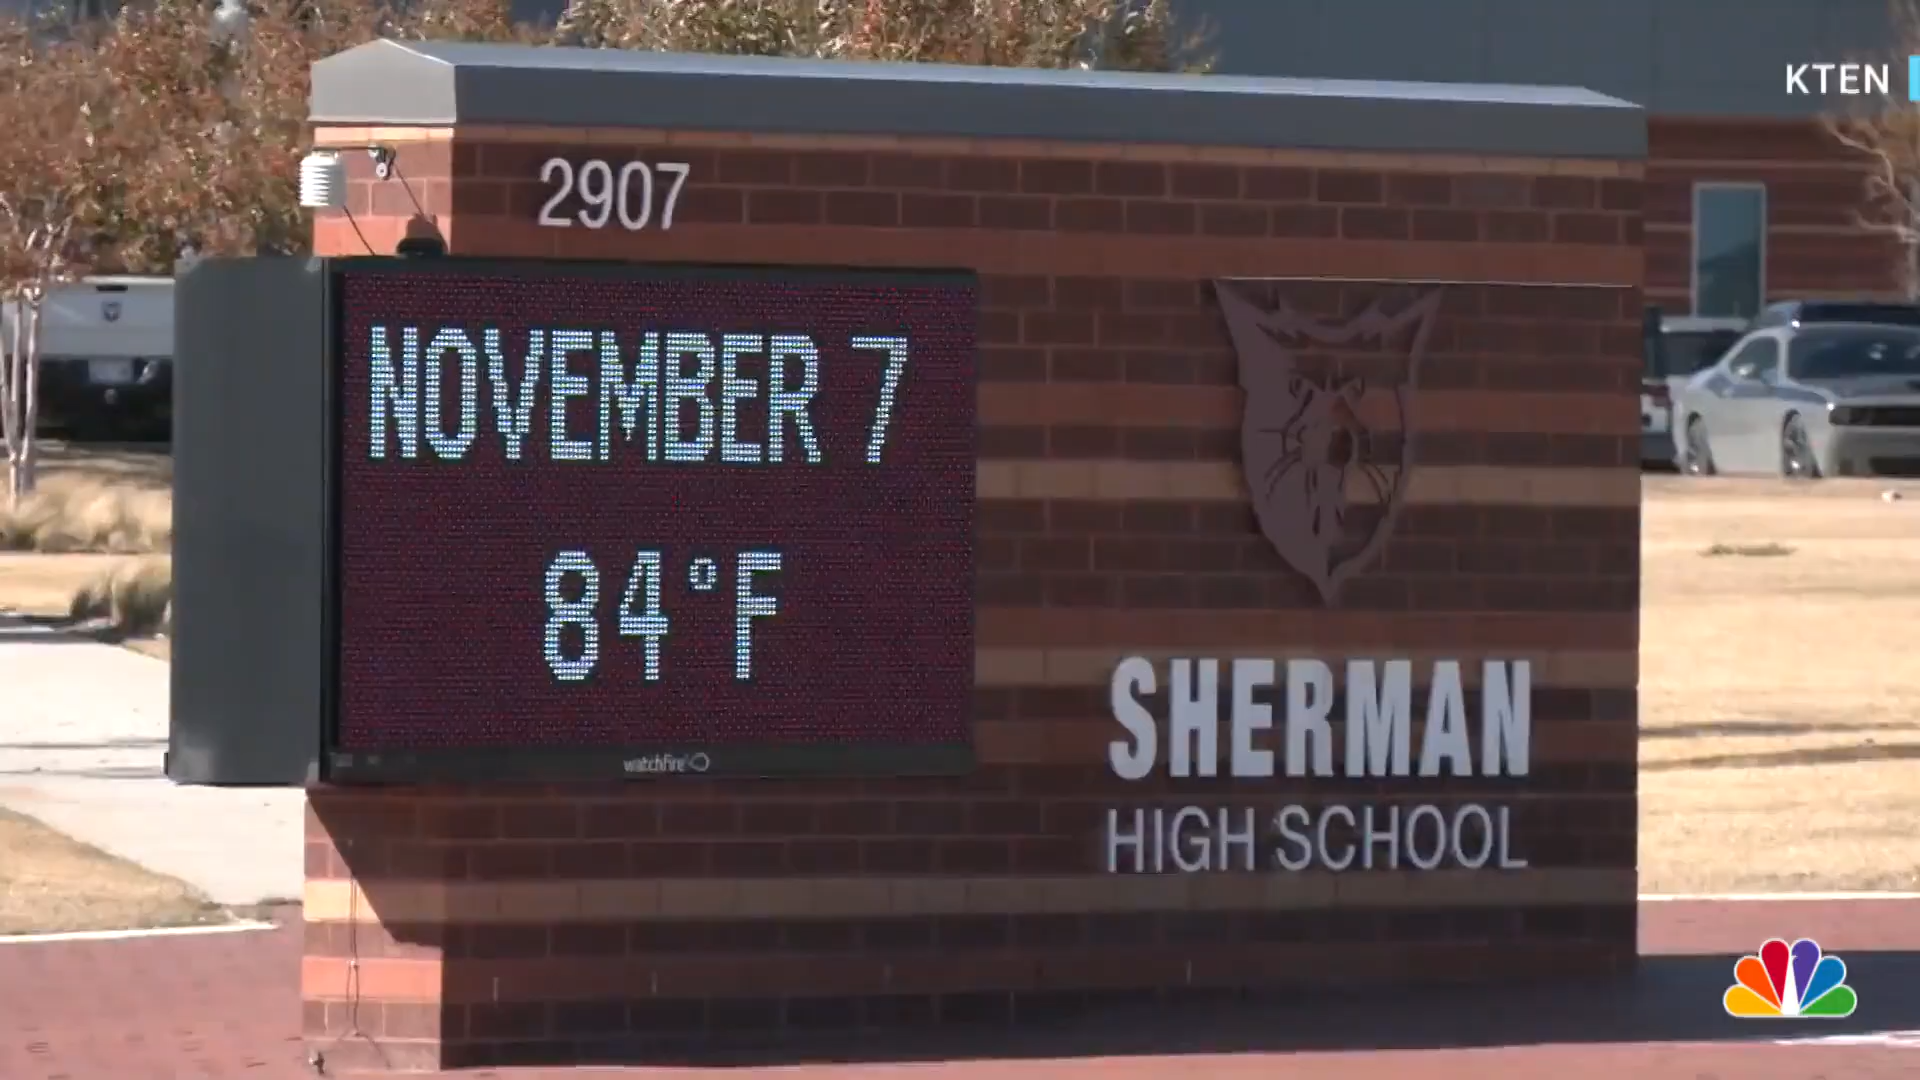 KTEN
2907
NOVEMBER 7
84°F
watchfire
SHERMAN
HIGH SCHOOL